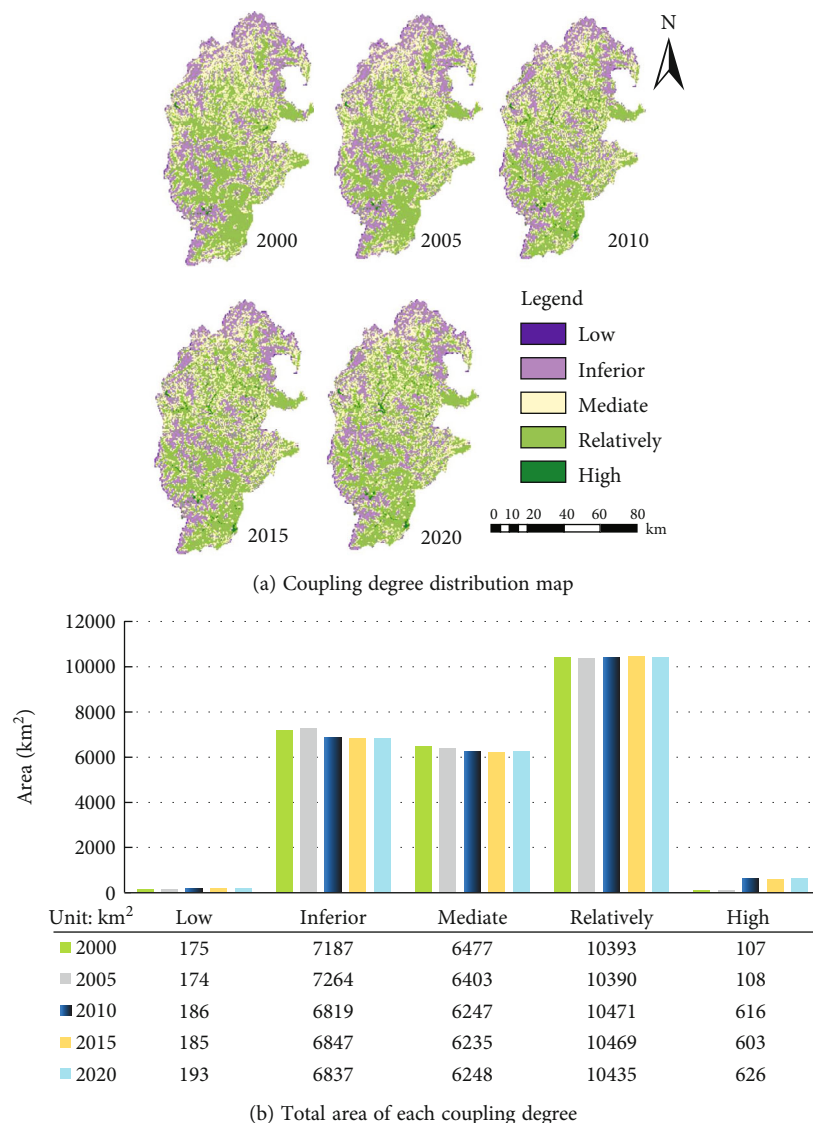 N
2000
2005
2010
2015
2020
Legend
Low
Inferior
Mediate
Relatively
High
0 10 20 40 60 80
km
(a) Coupling degree distribution map
12000
10000
8000
6000
4000
2000
0
Area (km²)
Unit: km² Low Inferior Mediate Relatively High
2000 175 7187 6477 10393 107
2005 174 7264 6403 10390 108
2010 186 6819 6247 10471 616
2015 185 6847 6235 10469 603
2020 193 6837 6248 10435 626
(b) Total area of each coupling degree